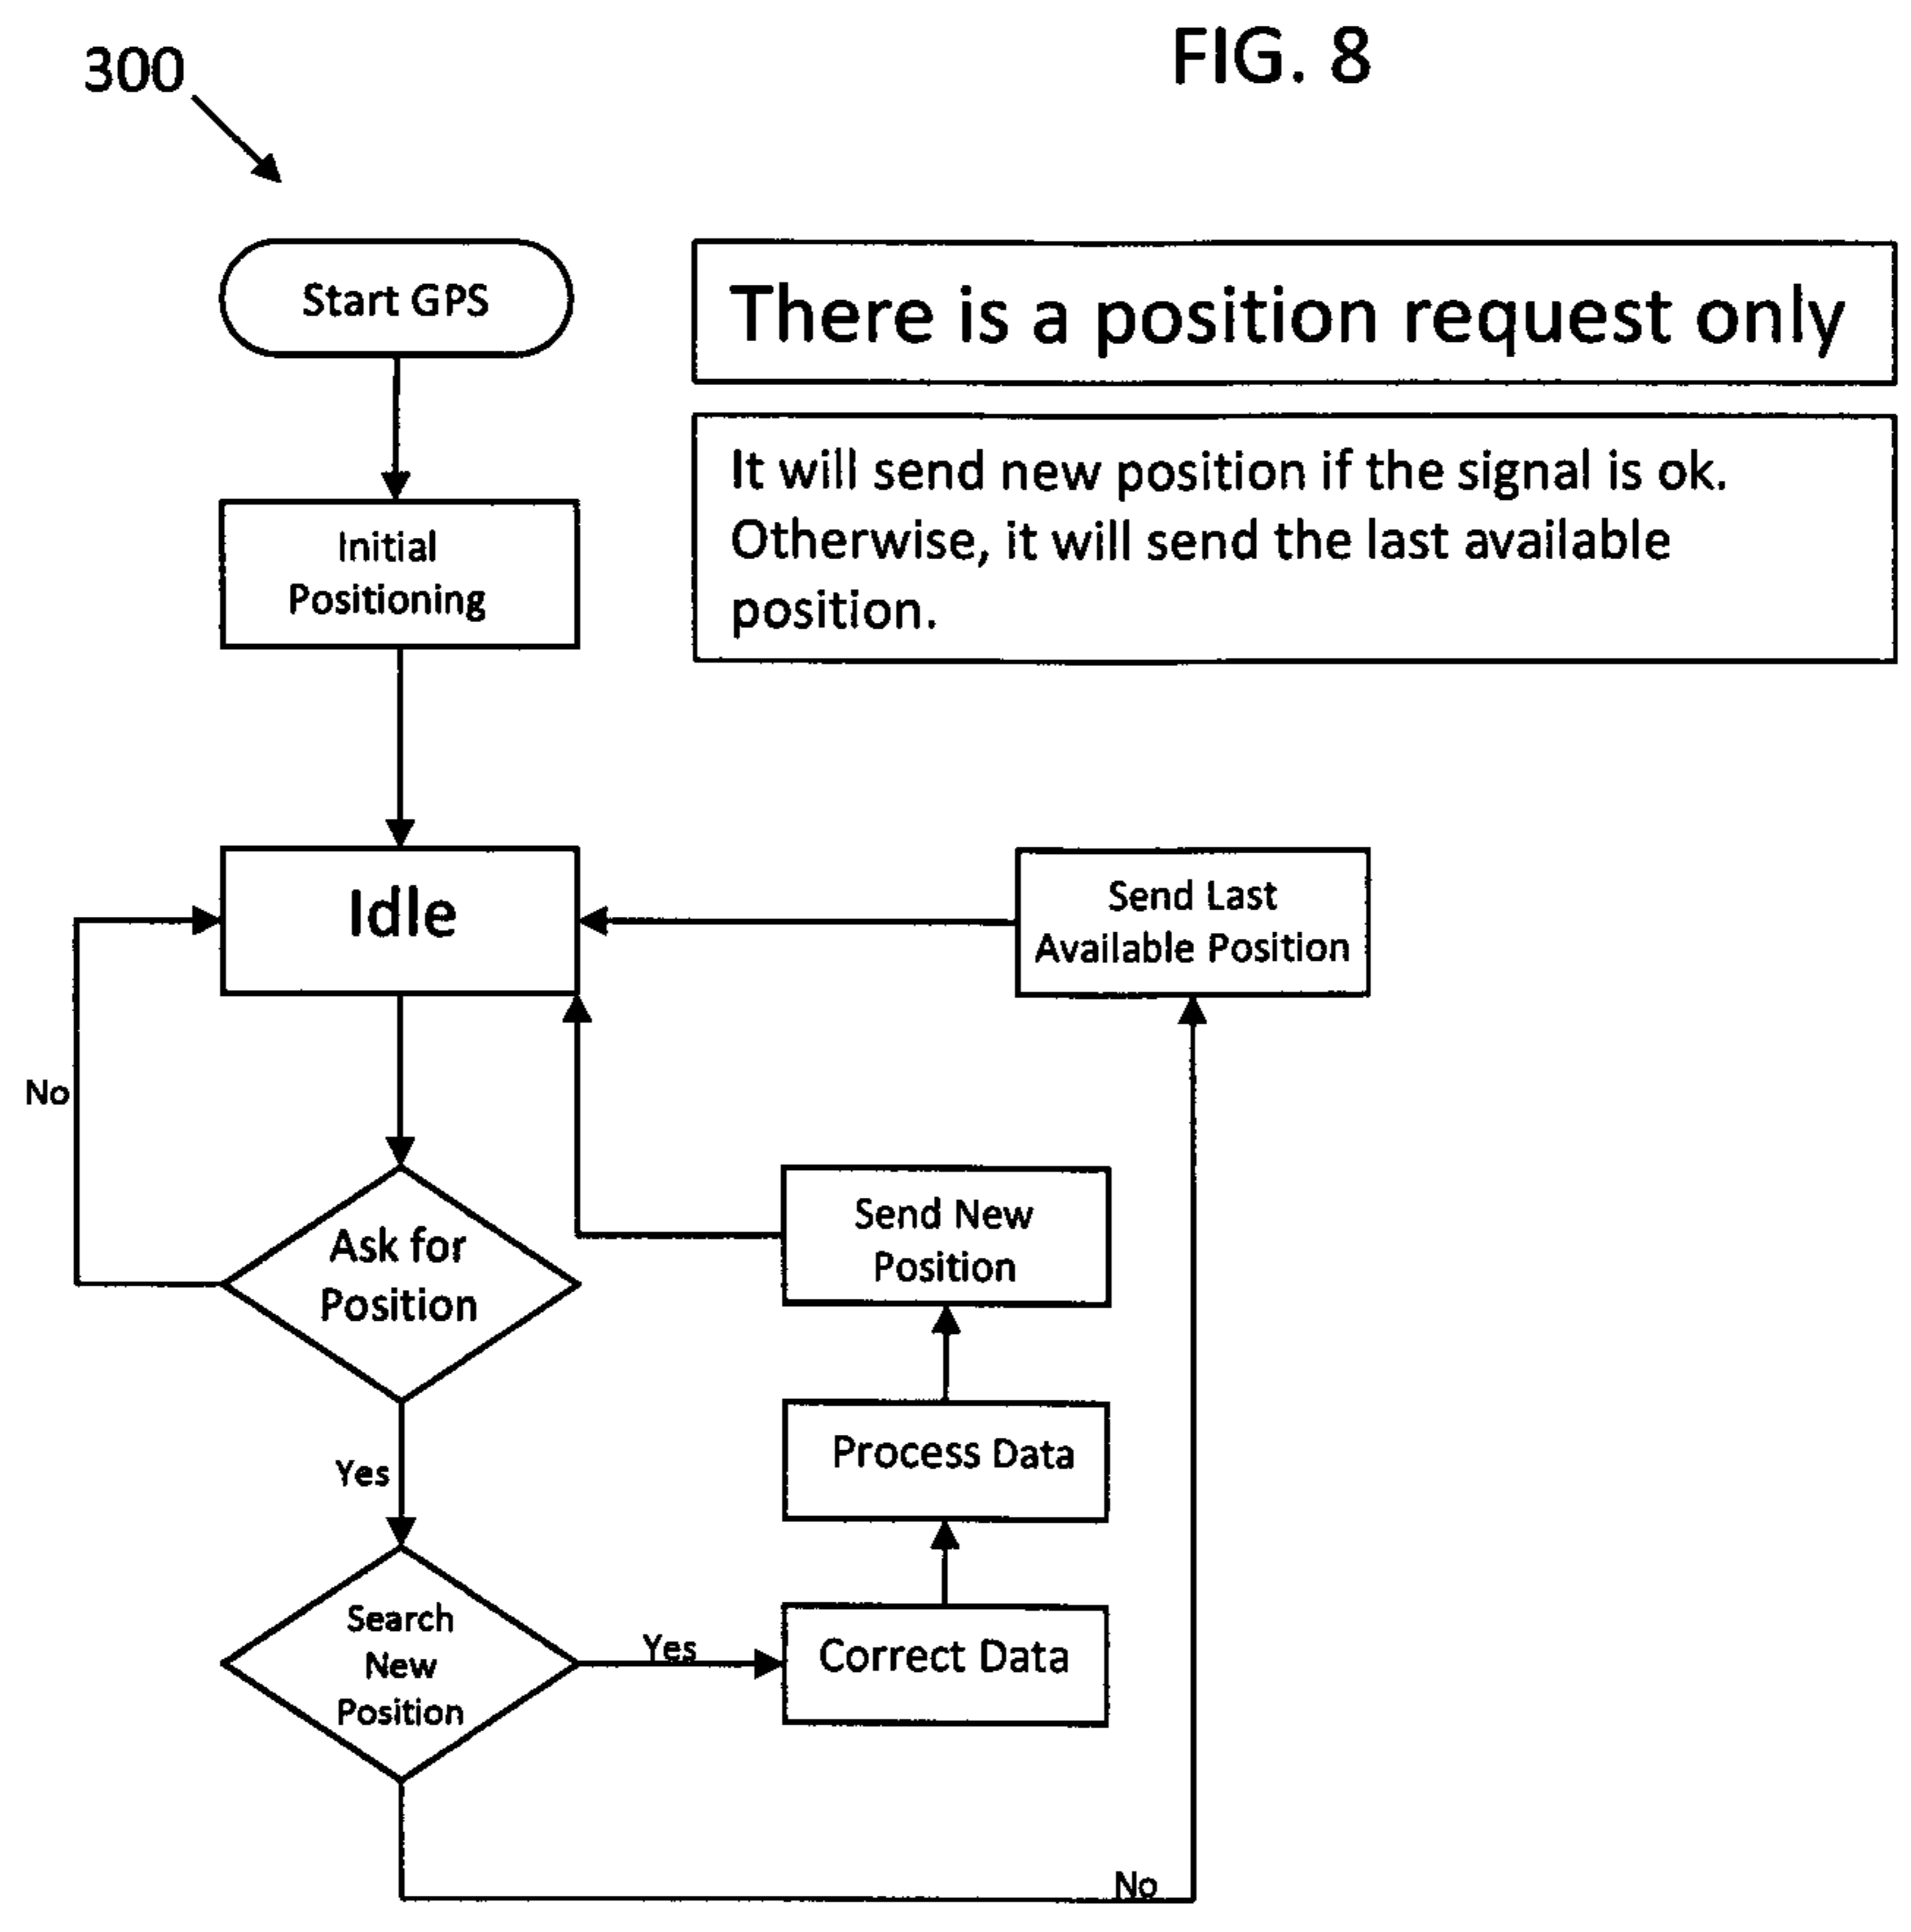 300
FIG. 8
Start GPS
There is a position request only
It will send new position if the signal is ok.
Otherwise, it will send the last available
position.
Initial
Positioning
Idle
Send Last
Available Position
No
Ask for
Position
Send New
Position
Yes
Process Data
Search
New
Position
Yes
Correct Data
No